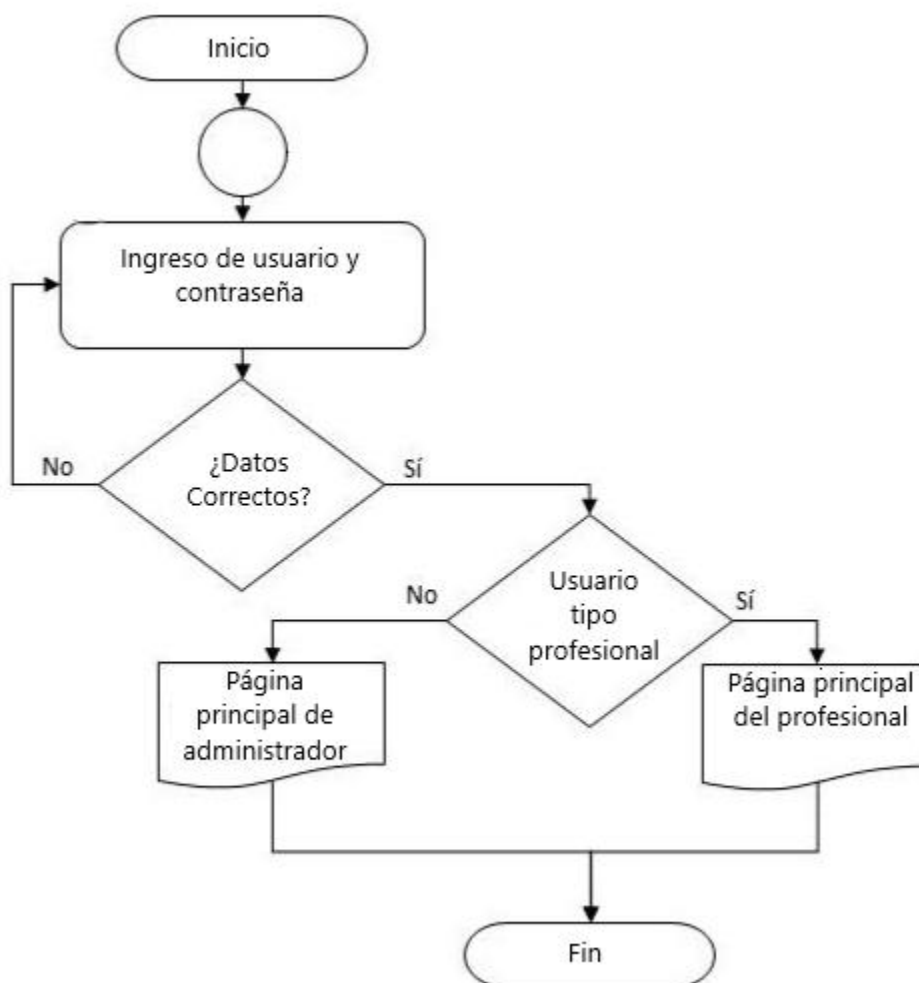 Inicio
Ingreso de usuario y
contraseña
¿Datos
Correctos?
No
Sí
Usuario
tipo
profesional
No
Sí
Página
principal de
administrador
Página principal
del profesional
Fin